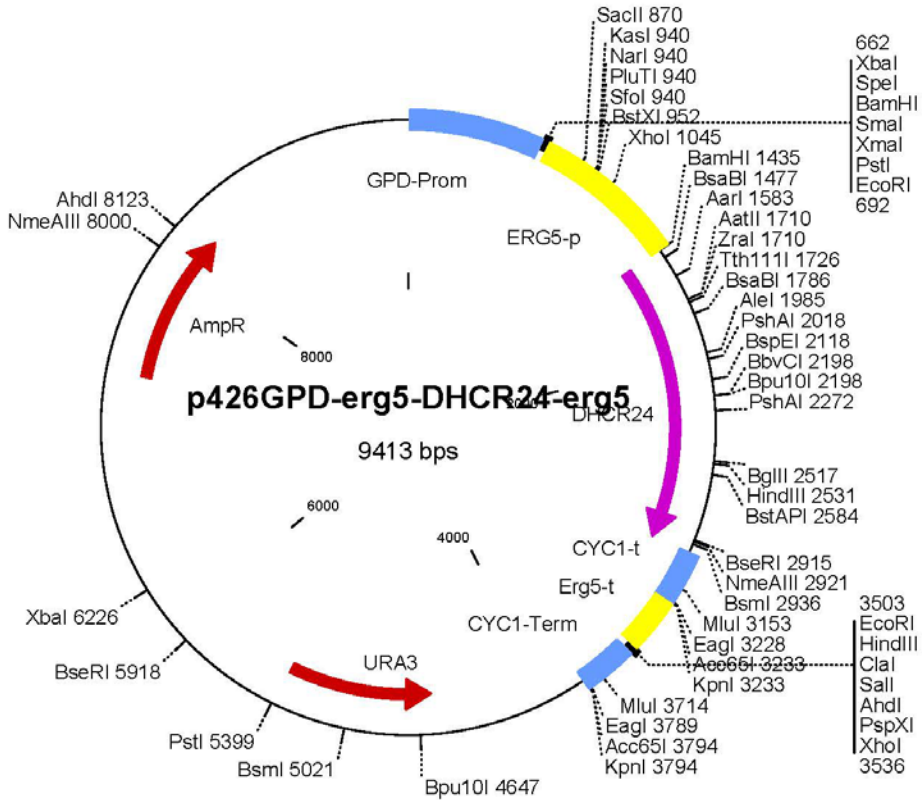 SacII 870
KasI 940
NarI 940
PluTI 940
SfoI 940
BstXI 952
XhoI 1045
662
XbaI
SpeI
BamHI
SmaI
XmaI
PstI
EcoRI
692
BamHI 1435
BsaBI 1477
AarI 1583
AatII 1710
ZraI 1710
Tth111I 1726
BsaBI 1786
AleI 1985
PshAI 2018
BspEI 2118
BbvCI 2198
Bpu10I 2198
PshAI 2272
BglII 2517
HindIII 2531
BstAPI 2584
BseRI 2915
NmeAIII 2921
BsmI 2936
MluI 3153
EagI 3228
Acc65I 3233
KpnI 3233
3503
EcoRI
HindIII
ClaI
SalI
AhdI
PspXI
XhoI
3536
MluI 3714
EagI 3789
Acc65I 3794
KpnI 3794
Bpu10I 4647
BsmI 5021
PstI 5399
BseRI 5918
XbaI 6226
NmeAIII 8000
AhdI 8123
GPD-Prom
ERG5-p
AmpR
8000
p426GPD-erg5-DHCR24-erg5
2000
DHCR24
9413 bps
6000
4000
CYC1-t
Erg5-t
CYC1-Term
URA3